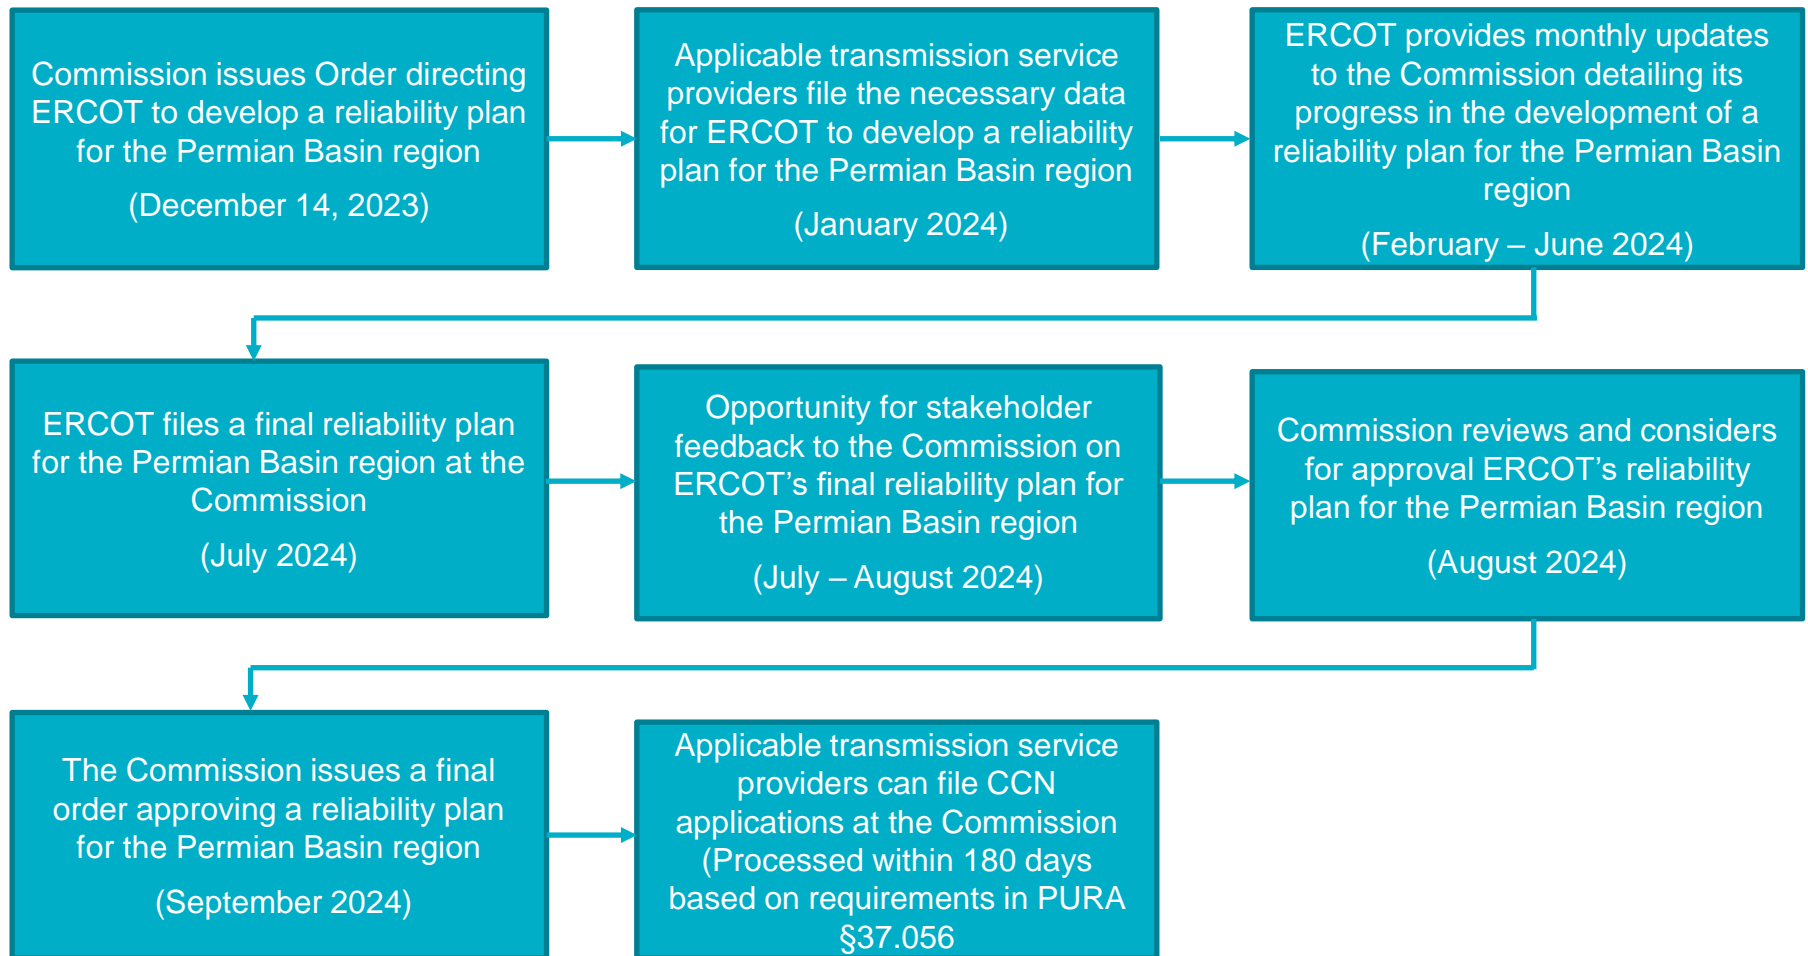 Commission issues Order directing
ERCOT to develop a reliability plan
for the Permian Basin region
(December 14, 2023)
Applicable transmission service
providers file the necessary data
for ERCOT to develop a reliability
plan for the Permian Basin region
(January 2024)
ERCOT provides monthly updates
to the Commission detailing its
progress in the development of a
reliability plan for the Permian Basin
region
(February – June 2024)
ERCOT files a final reliability plan
for the Permian Basin region at the
Commission
(July 2024)
Opportunity for stakeholder
feedback to the Commission on
ERCOT’s final reliability plan for
the Permian Basin region
(July – August 2024)
Commission reviews and considers
for approval ERCOT’s reliability
plan for the Permian Basin region
(August 2024)
The Commission issues a final
order approving a reliability plan
for the Permian Basin region
(September 2024)
Applicable transmission service
providers can file CCN
applications at the Commission
(Processed within 180 days
based on requirements in PURA
§37.056